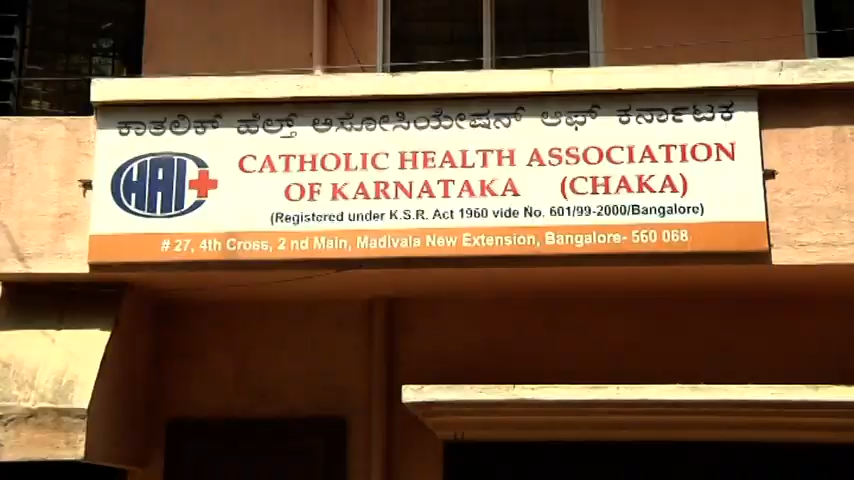 ಕಾತಲಿಕ್ ಹೆಲ್ತ್ ಆಸೋಸಿಯೇಷನ್ ಆಫ್ ಕರ್ನಾಟಕ
CHAI
CATHOLIC HEALTH ASSOCIATION
OF KARNATAKA (CHAKA)
(Registered under K.S.R. Act 1960 vide No. 601/99-2000/Bangalore)
# 27, 4th Cross, 2 nd Main, Madivala New Extension, Bangalore- 560 068